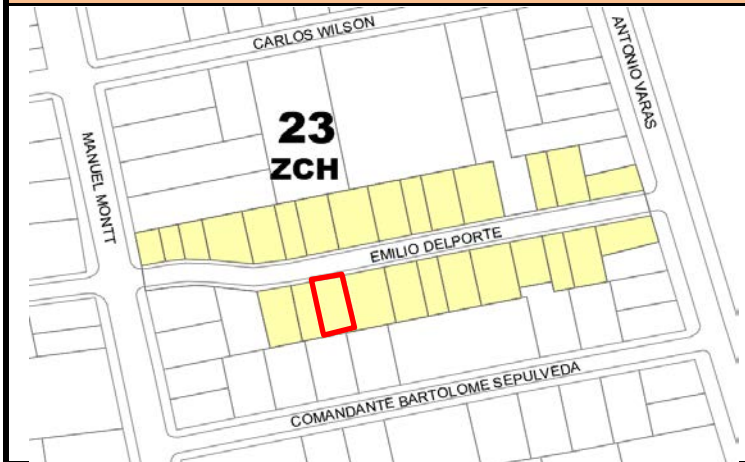 CARLOS WILSON
ANTONIO VARAS
23
ZCH
MANUEL MONTT
EMILIO DELPORTE
COMANDANTE BARTOLOME SEPULVEDA